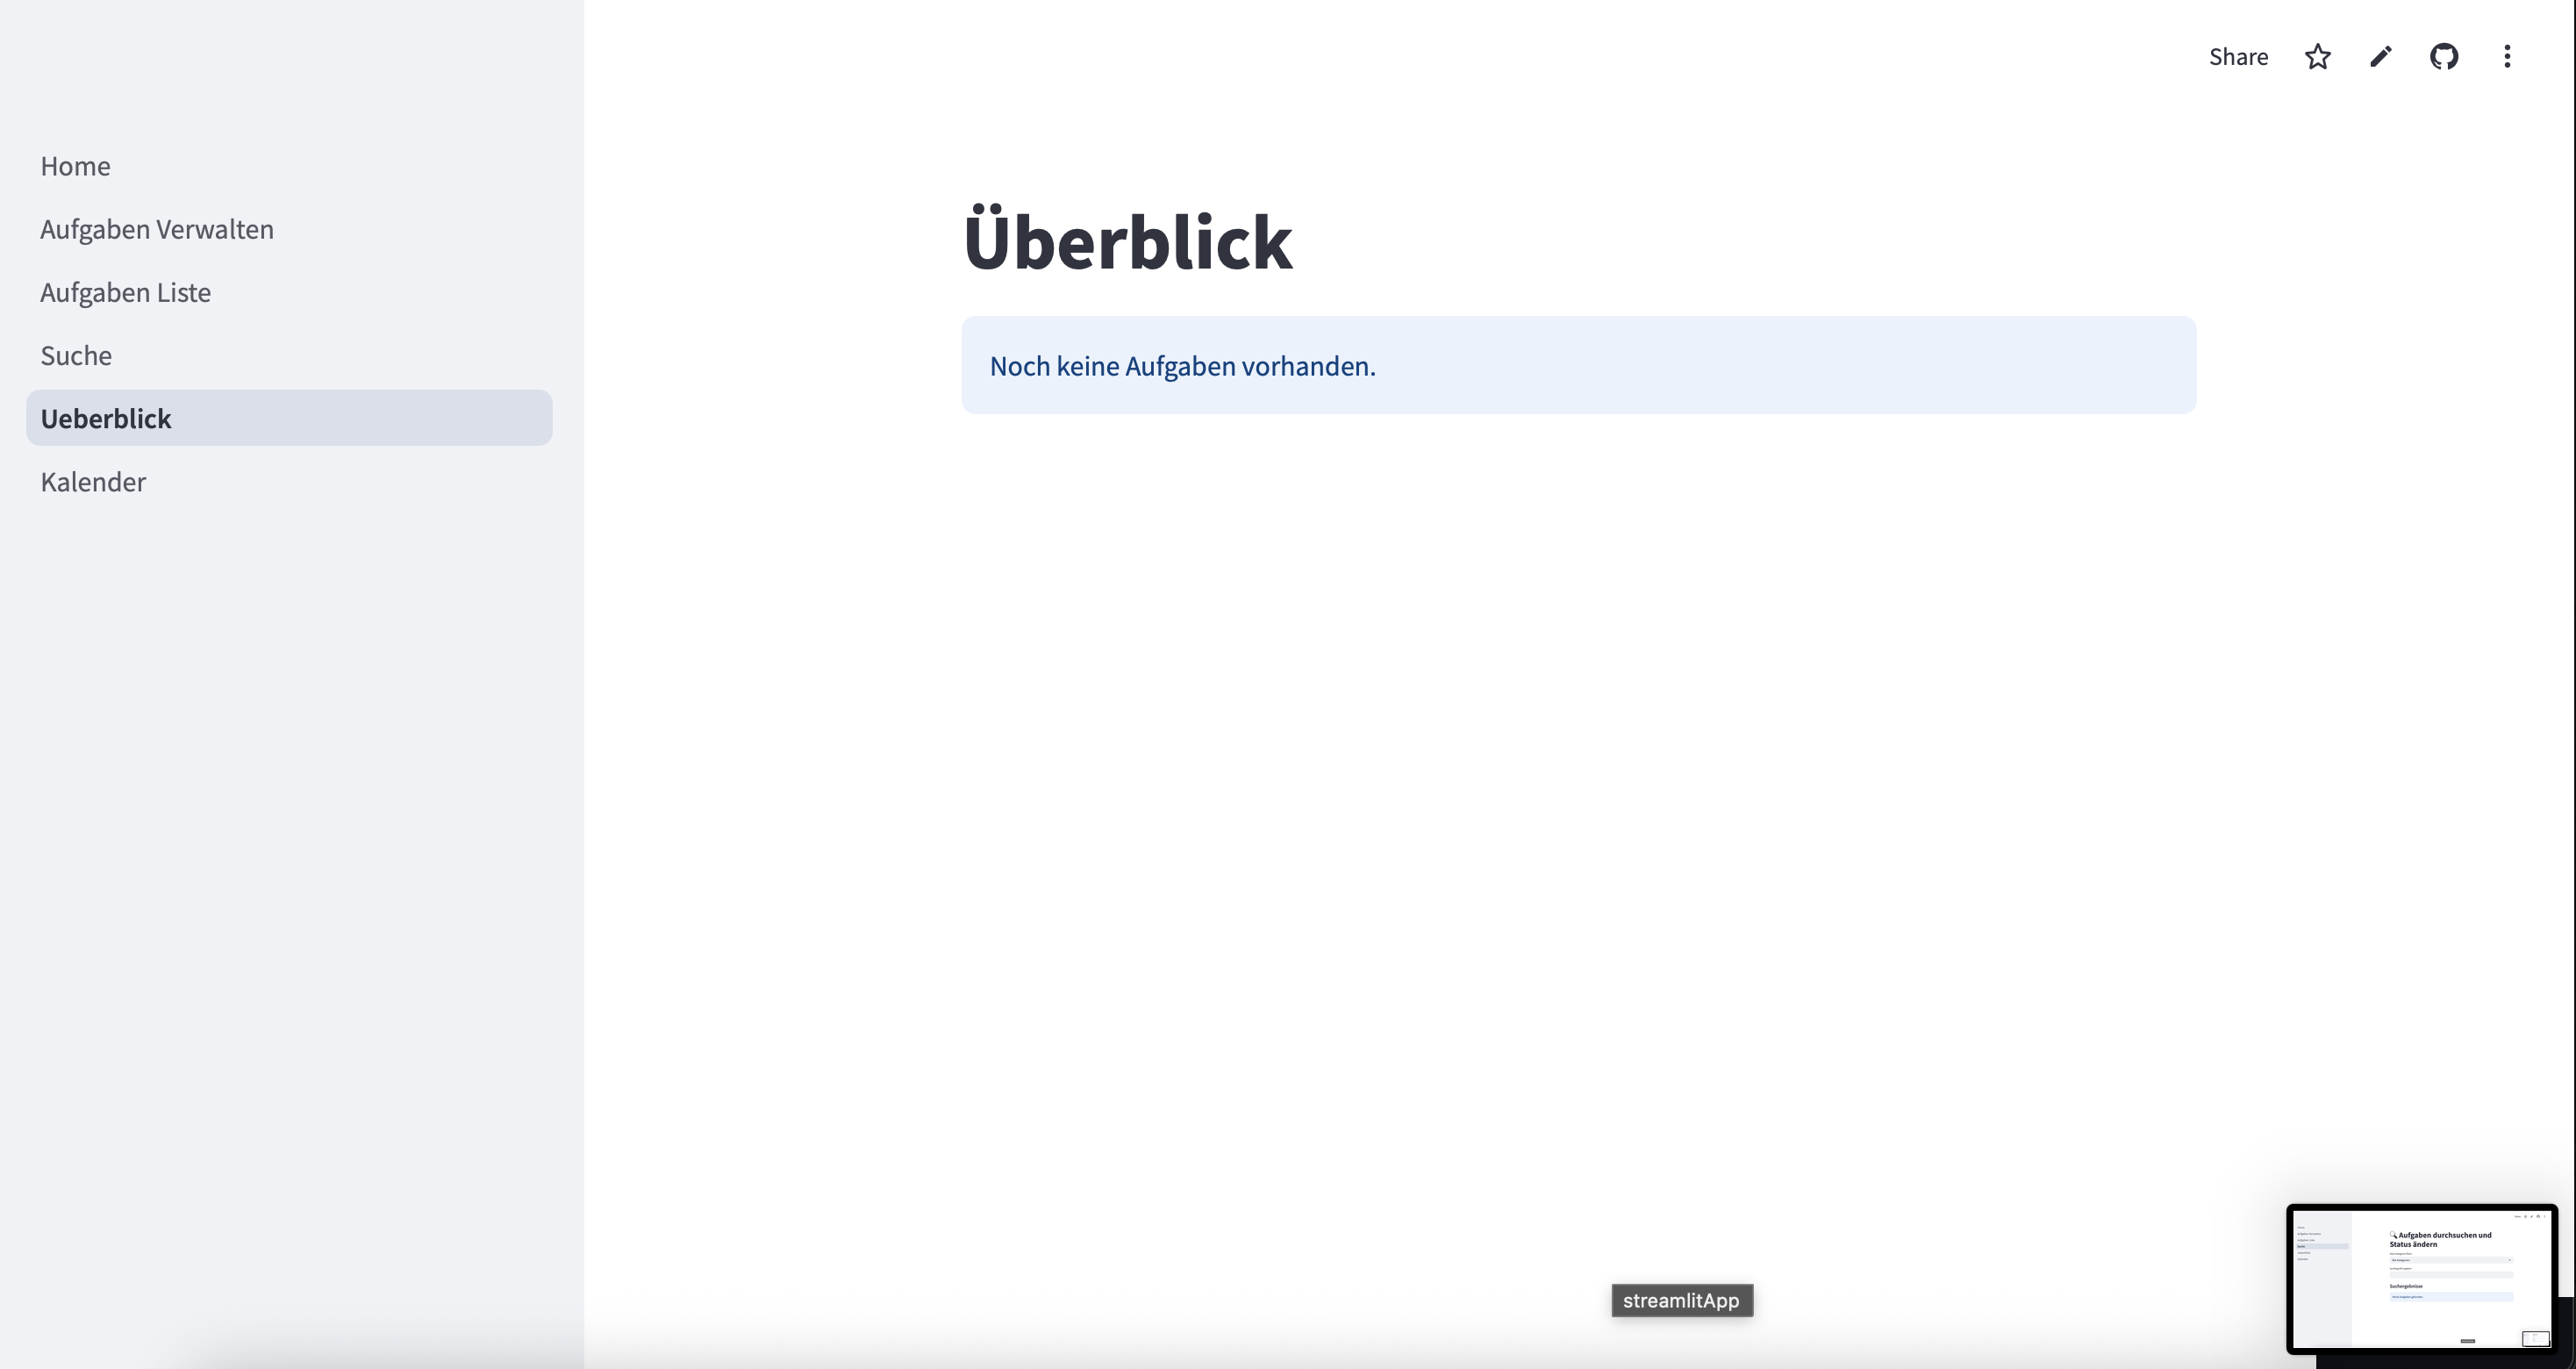 Share
Home
Aufgaben Verwalten
Aufgaben Liste
Suche
Ueberblick
Kalender
Überblick
Noch keine Aufgaben vorhanden.
streamlitApp
Aufgaben durchsuchen und
Status ändern
Suchergebnisse